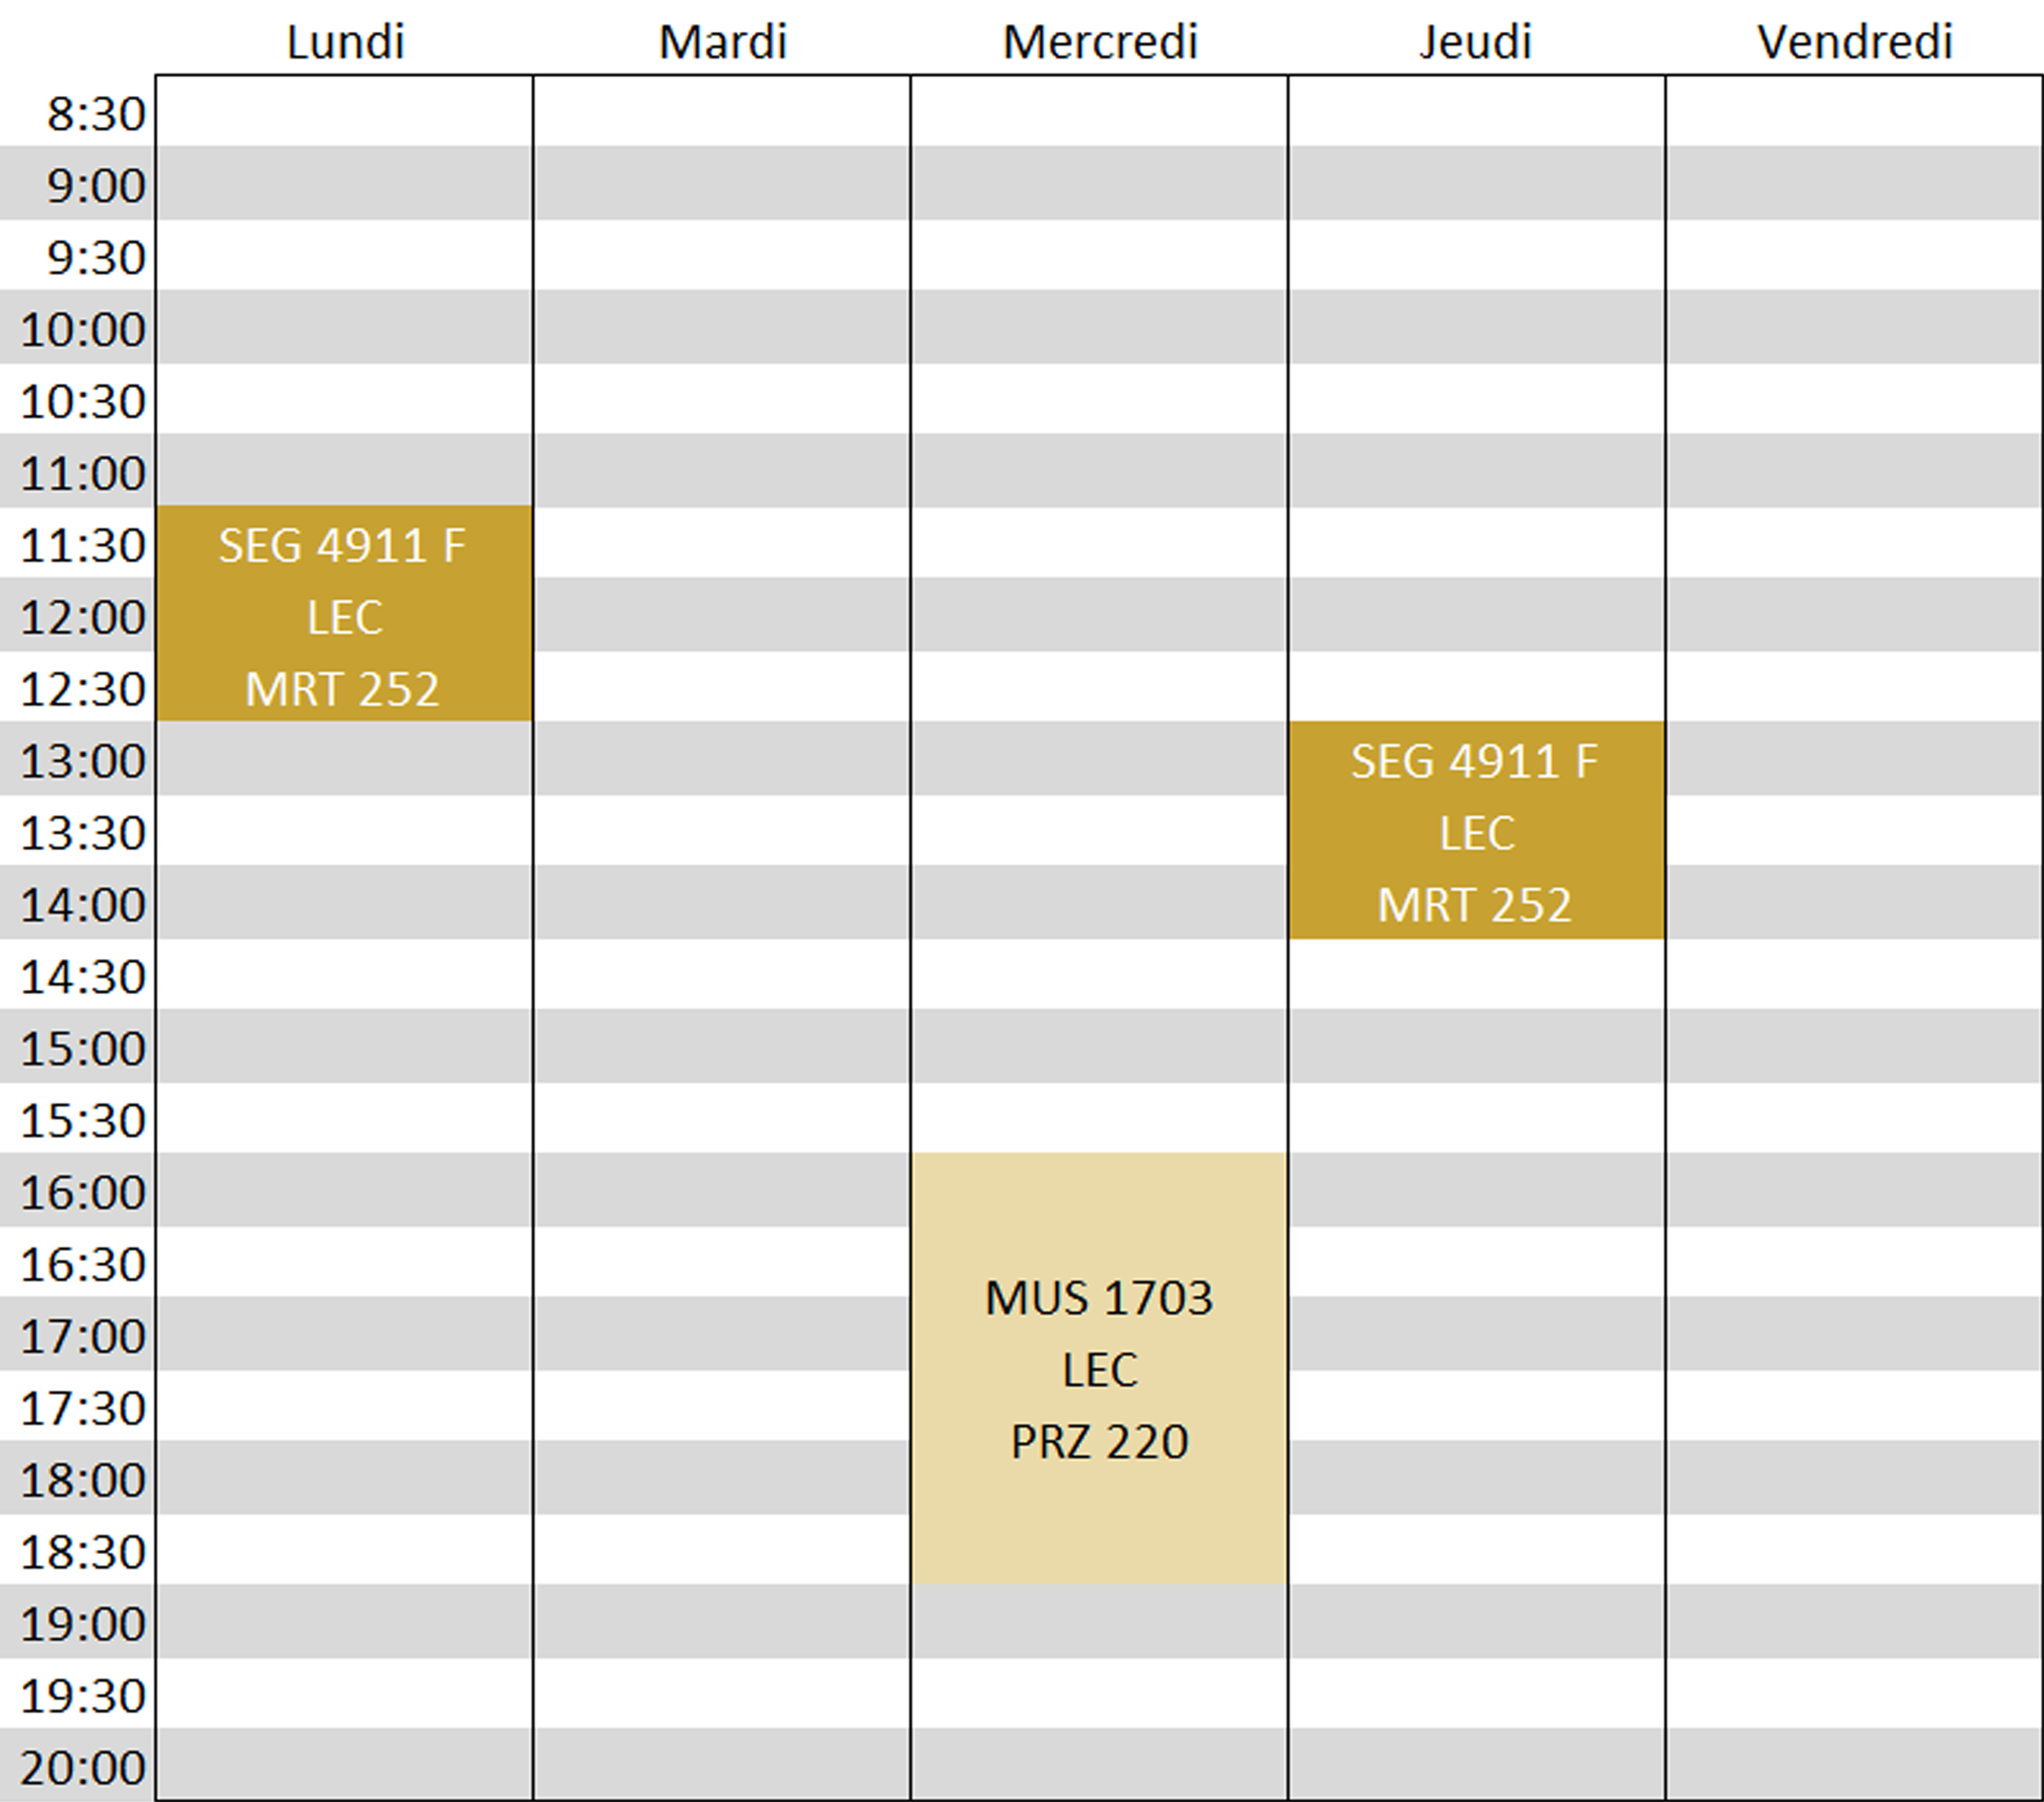 Lundi Mardi Mercredi Jeudi Vendredi
8:30
9:00
9:30
10:00
10:30
11:00
11:30 SEG 4911 F
12:00 LEC
12:30 MRT 252
13:00 SEG 4911 F
13:30 LEC
14:00 MRT 252
14:30
15:00
15:30
16:00
16:30
MUS 1703
17:00
LEC
17:30
PRZ 220
18:00
18:30
19:00
19:30
20:00